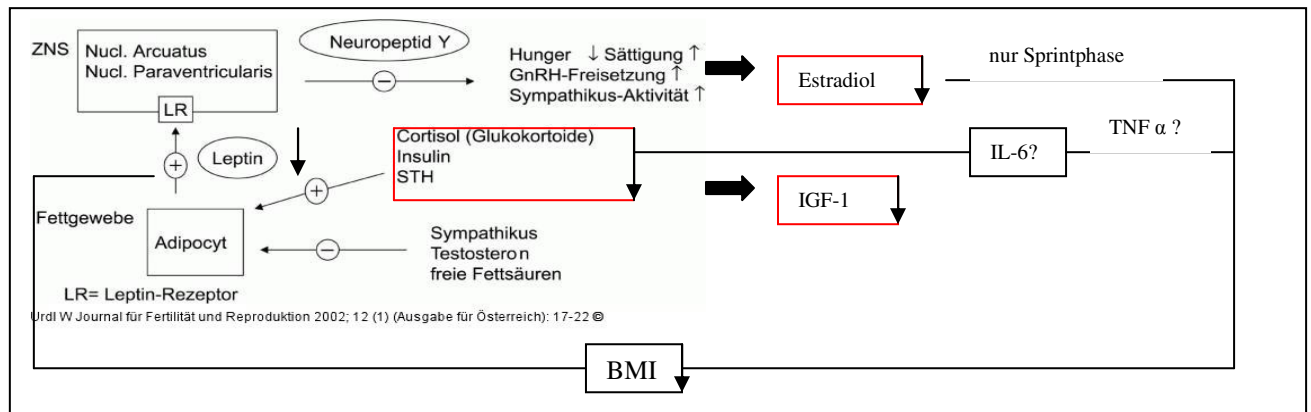 ZNS
Nucl. Arcuatus
Nucl. Paraventricularis
LR
Neuropeptid Y
−
Hunger ↓ Sättigung ↑
GnRH-Freisetzung ↑
Sympathikus-Aktivität ↑
Estradiol
nur Sprintphase
+
Leptin
+
Cortisol (Glukokortoide)
Insulin
STH
IL-6?
TNF α ?
IGF-1
Fettgewebe
Adipocyt
−
Sympathikus
Testosteron
freie Fettsäuren
LR= Leptin-Rezeptor
Urdl W Journal für Fertilität und Reproduktion 2002; 12 (1) (Ausgabe für Österreich): 17-22 ©
BMI